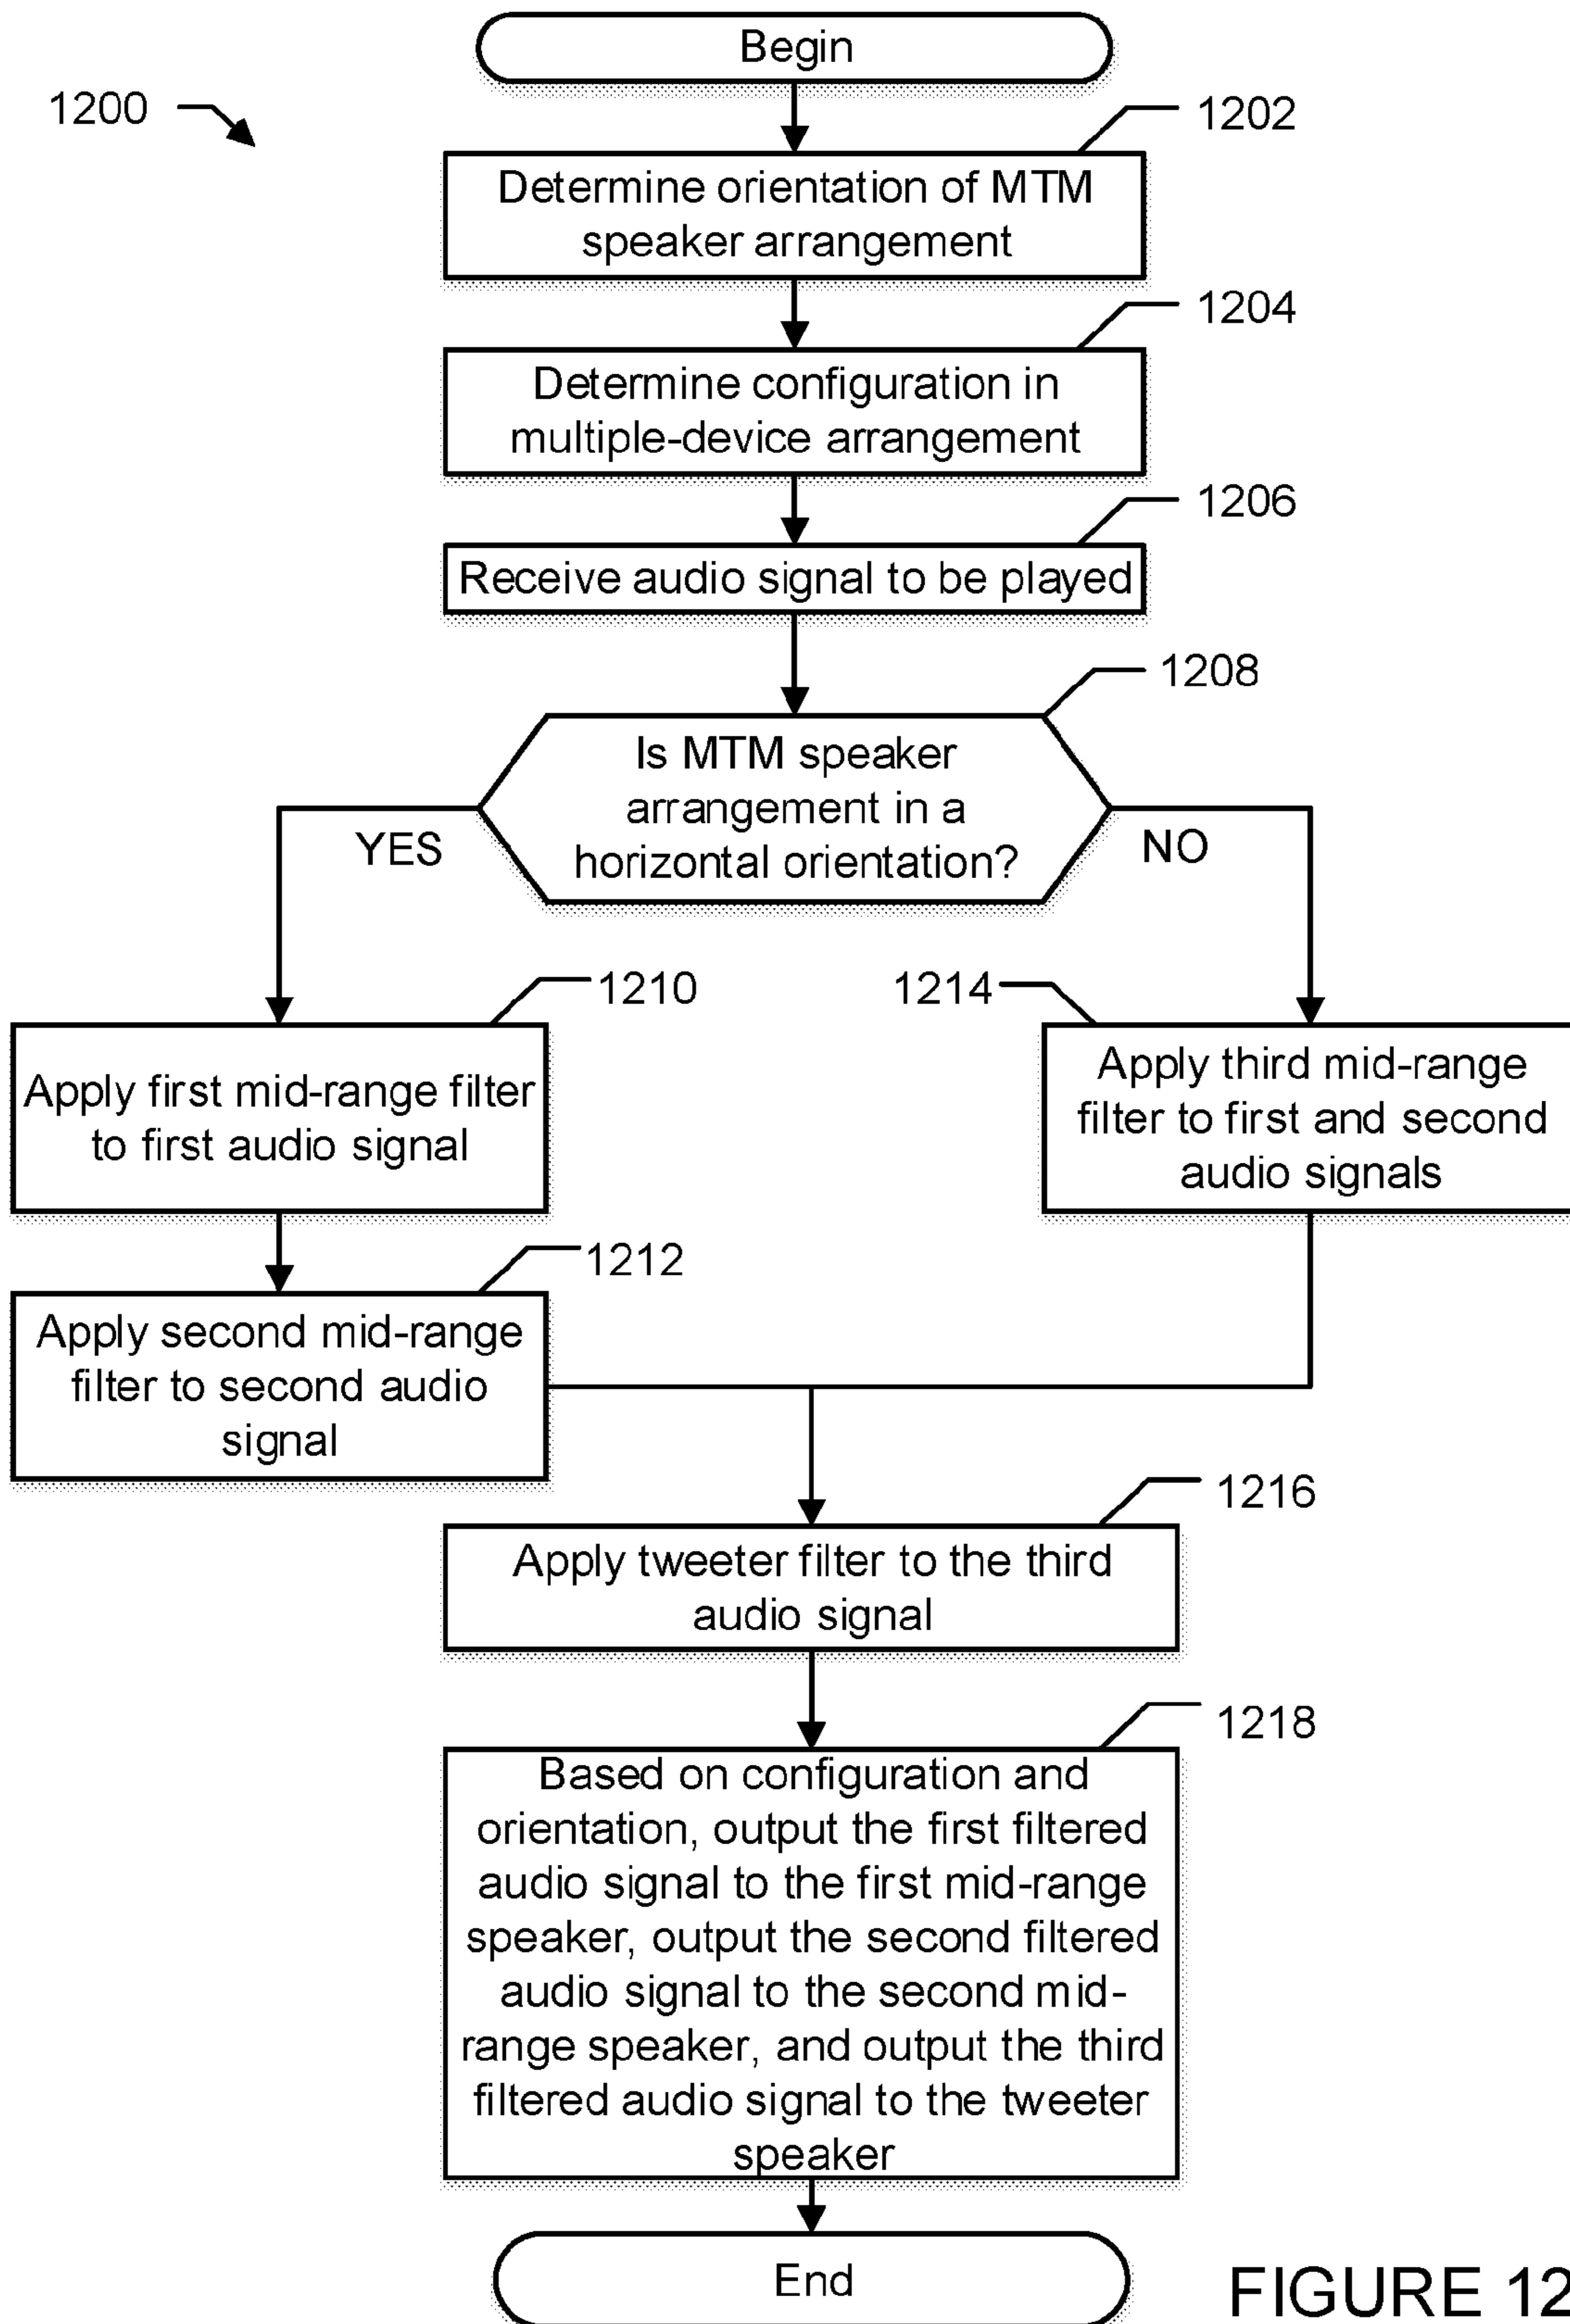 Begin
1200
1202
Determine orientation of MTM
speaker arrangement
1204
Determine configuration in
multiple-device arrangement
1206
Receive audio signal to be played
1208
Is MTM speaker
arrangement in a
horizontal orientation?
YES
NO
1210
Apply first mid-range filter
to first audio signal
1214
Apply third mid-range
filter to first and second
audio signals
1212
Apply second mid-range
filter to second audio
signal
1216
Apply tweeter filter to the third
audio signal
1218
Based on configuration and
orientation, output the first filtered
audio signal to the first mid-range
speaker, output the second filtered
audio signal to the second mid-
range speaker, and output the third
filtered audio signal to the tweeter
speaker
End
FIGURE 12